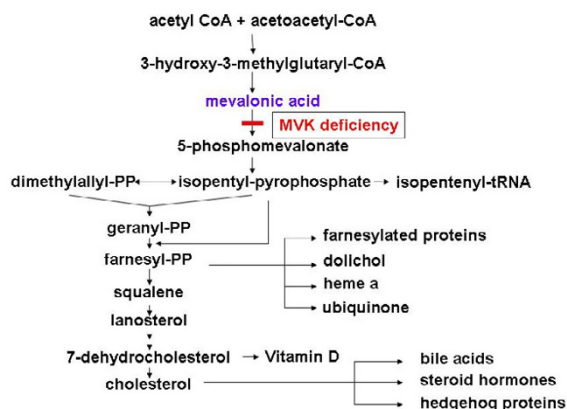 acetyl CoA + acetoacetyl-CoA
3-hydroxy-3-methylglutaryl-CoA
mevalonic acid
MVK deficiency
5-phosphomevalonate
dimethylallyl-PP isopentyl-pyrophosphate isopentenyl-tRNA
geranyl-PP
farnesyl-PP
farnesylated proteins
dollchol
heme a
ubiquinone
squalene
lanosterol
7-dehydrocholesterol Vitamin D
cholesterol
bile acids
steroid hormones
hedgehog proteins